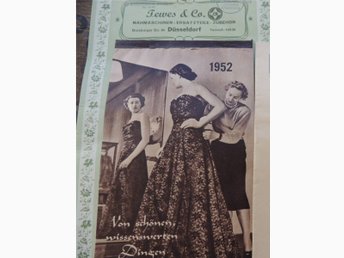 Tewes & Co.
NÄHMASCHINEN - ERSATZTEILE - ZUBEHÖR
Düsseldorf
1952
Von schönen,
wissenswerten
Dingen